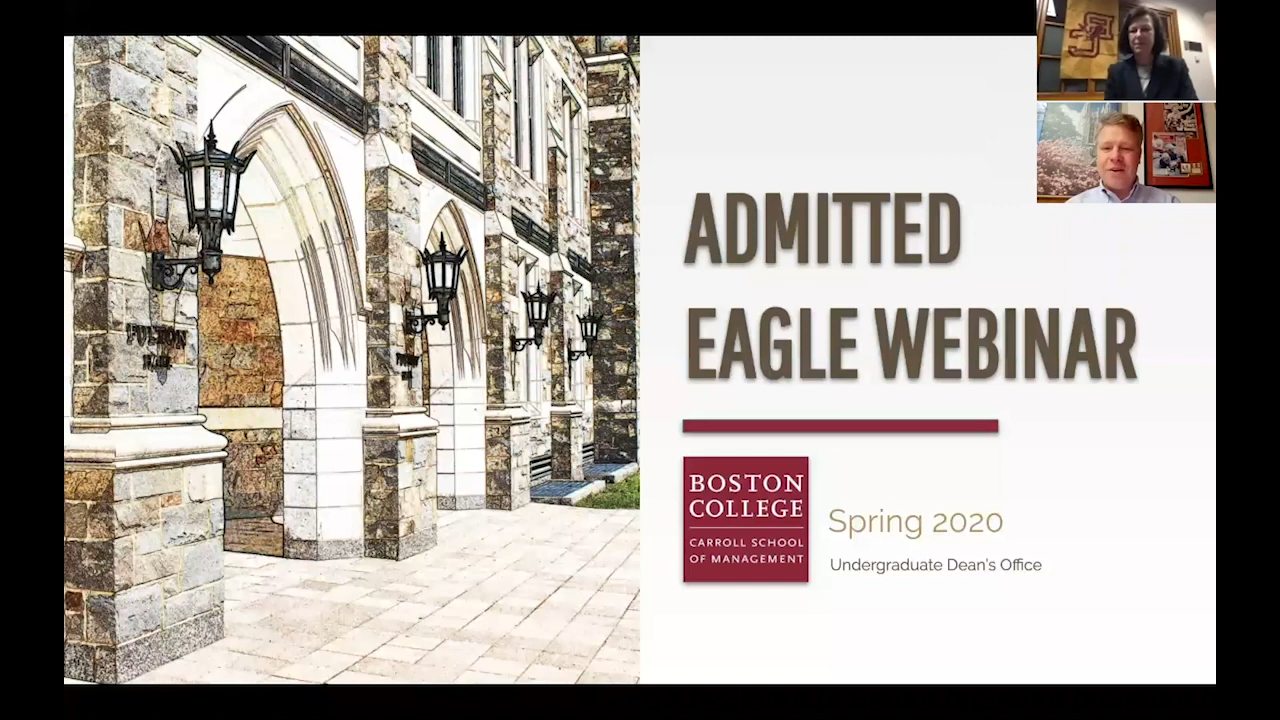 ADMITTED
EAGLE WEBINAR
BOSTON
COLLEGE
CARROLL SCHOOL
OF MANAGEMENT
Spring 2020
Undergraduate Dean's Office
FULTON
HALL